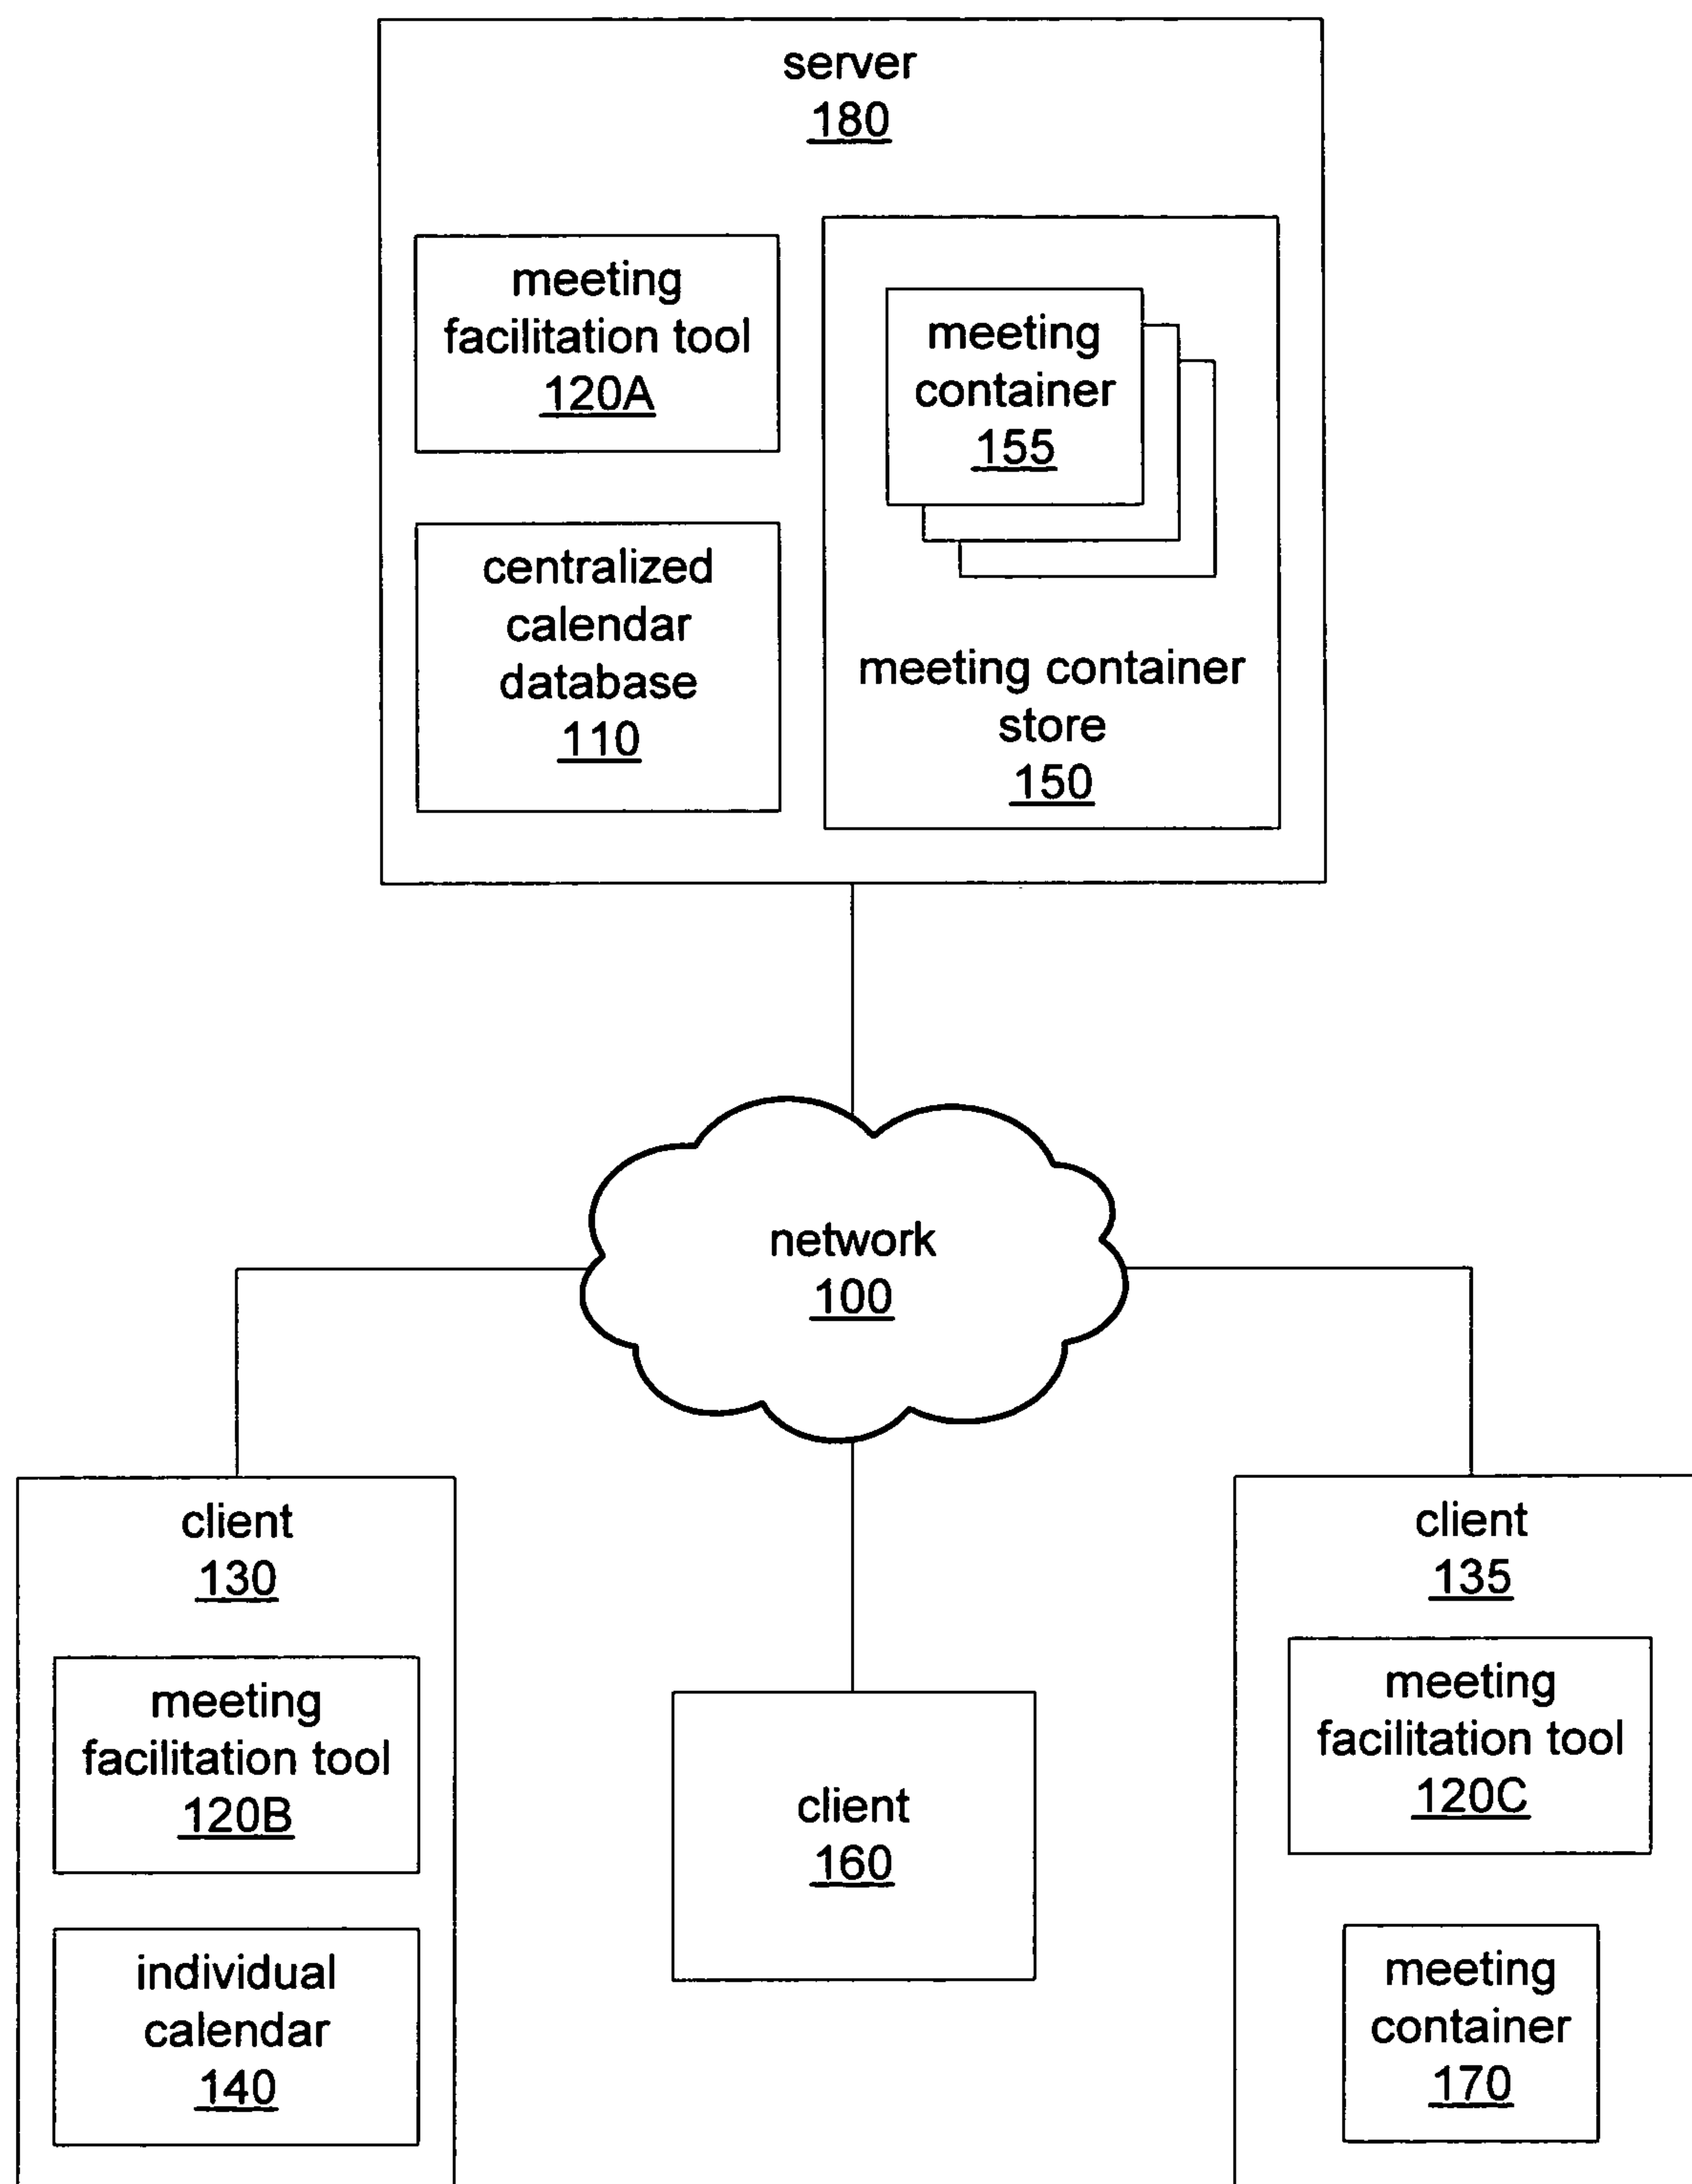 server
180
meeting
facilitation tool
120A
centralized
calendar
database
110
meeting
container
155
meeting container
store
150
network
100
client
130
meeting
facilitation tool
120B
individual
calendar
140
client
160
client
135
meeting
facilitation tool
120C
meeting
container
170